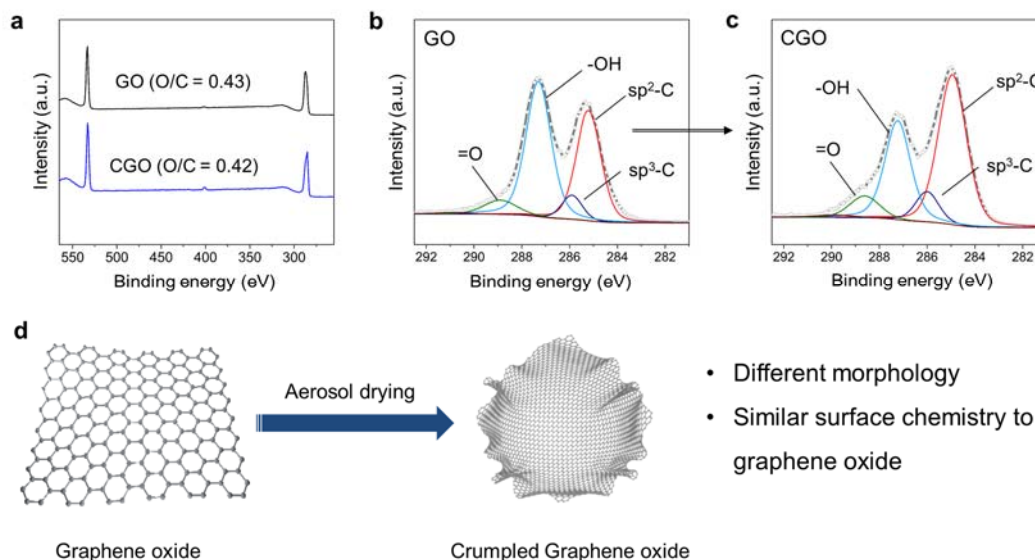 a
GO (O/C = 0.43)
CGO (O/C = 0.42)
Intensity (a.u.)
550 500 450 400 350 300
Binding energy (eV)
b
GO
-OH
sp²-C
=O
sp³-C
Intensity (a.u.)
292 290 288 286 284 282
Binding energy (eV)
c
CGO
-OH
sp²-C
=O
sp³-C
Intensity (a.u.)
292 290 288 286 284 282
Binding energy (eV)
d
Aerosol drying
Graphene oxide
Crumpled Graphene oxide
• Different morphology
• Similar surface chemistry to
graphene oxide